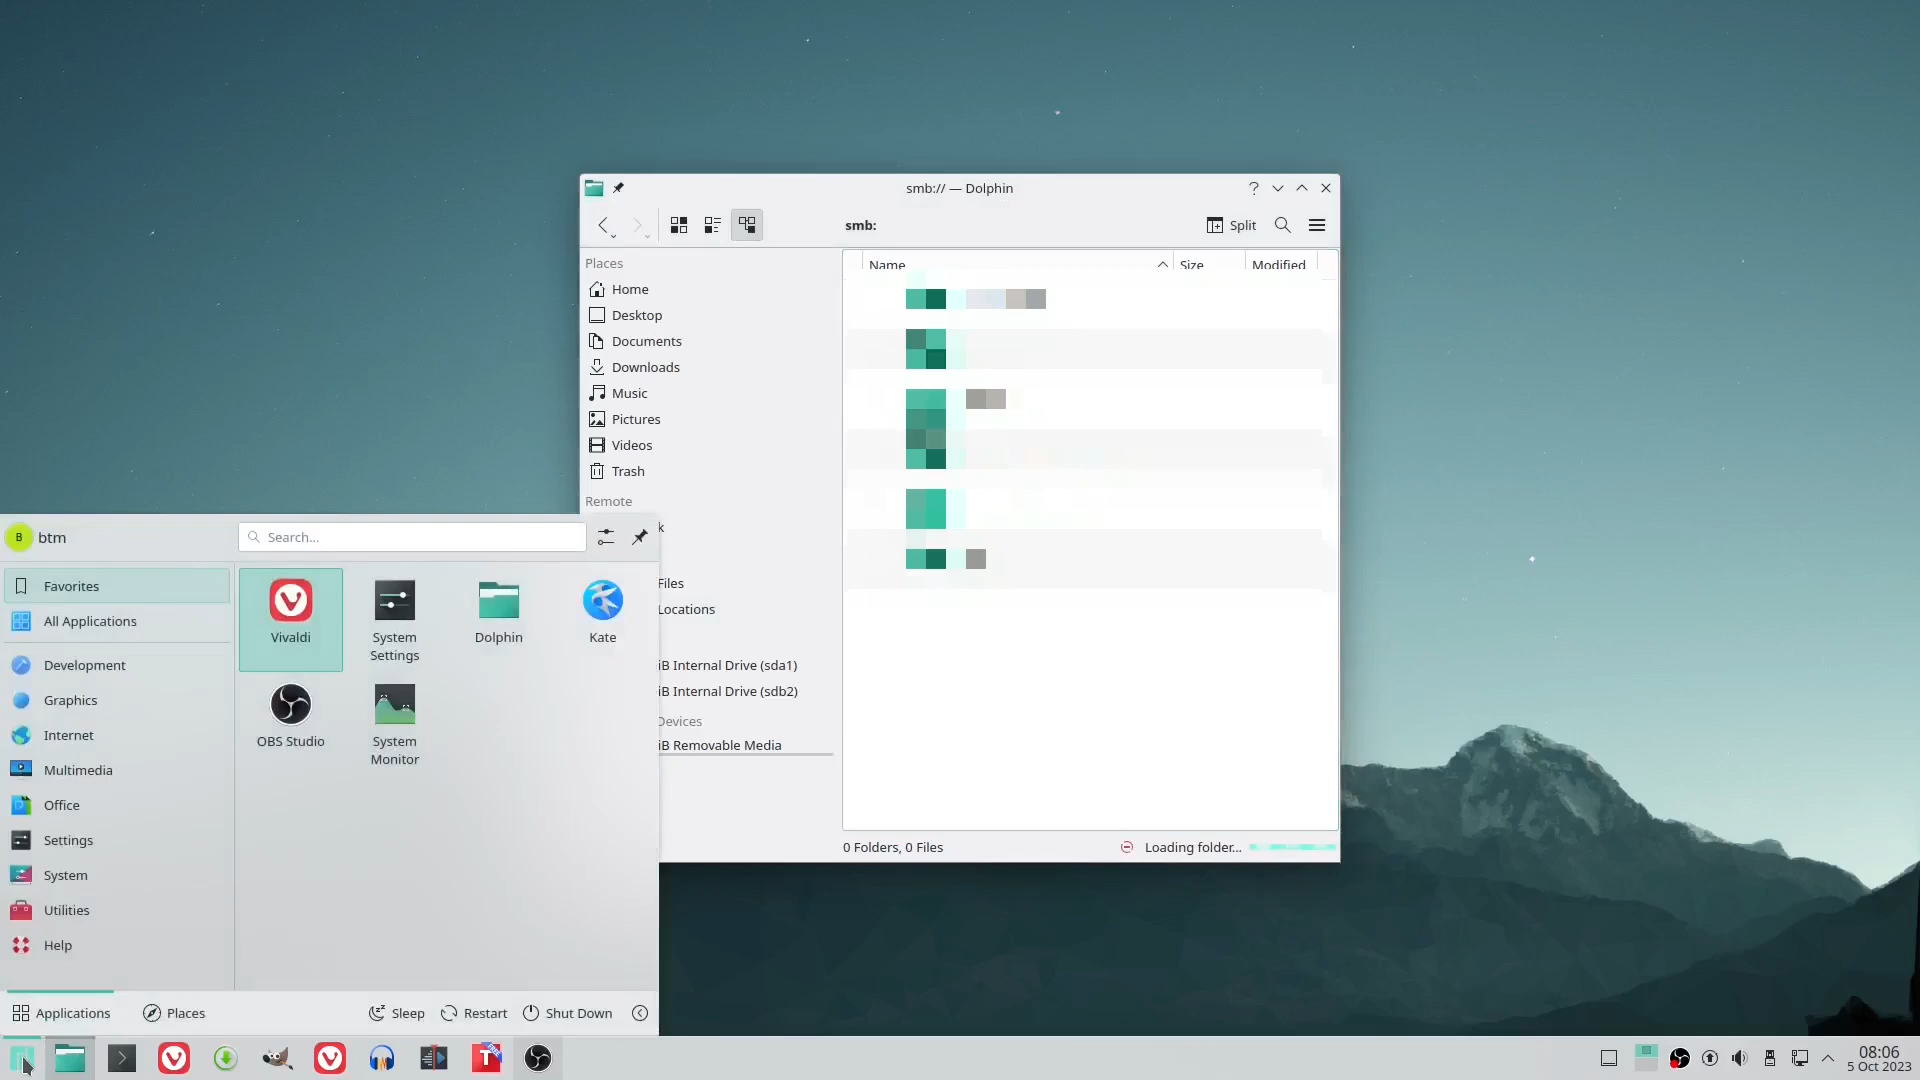 smb:// — Dolphin
smb:
Split
Places
Home
Desktop
Documents
Downloads
Music
Pictures
Videos
Trash
Remote
k
Files
Locations
iB Internal Drive (sda1)
iB Internal Drive (sdb2)
Devices
iB Removable Media
Name
Size
Modified
0 Folders, 0 Files
Loading folder...
B
btm
Search...
Favorites
All Applications
Development
Graphics
Internet
Multimedia
Office
Settings
System
Utilities
Help
Vivaldi
System
Settings
Dolphin
Kate
OBS Studio
System
Monitor
Applications
Places
Sleep
Restart
Shut Down
08:06
5 Oct 2023